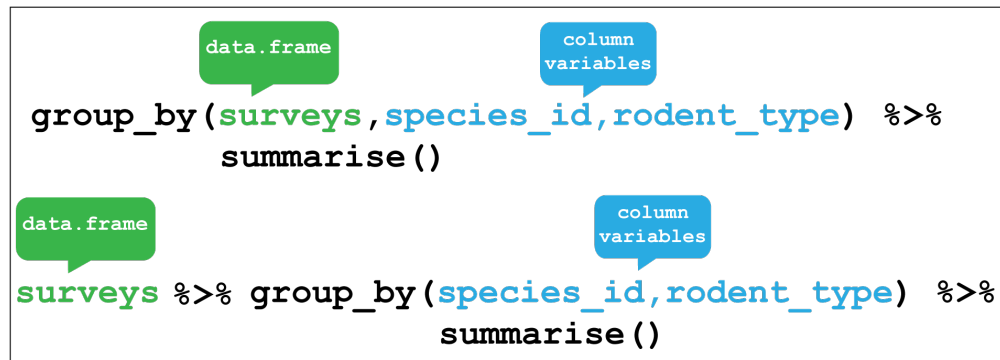 data.frame
column
variables
group_by(surveys,species_id,rodent_type) %>%
summarise()
data.frame
column
variables
surveys %>% group_by(species_id,rodent_type) %>%
summarise()